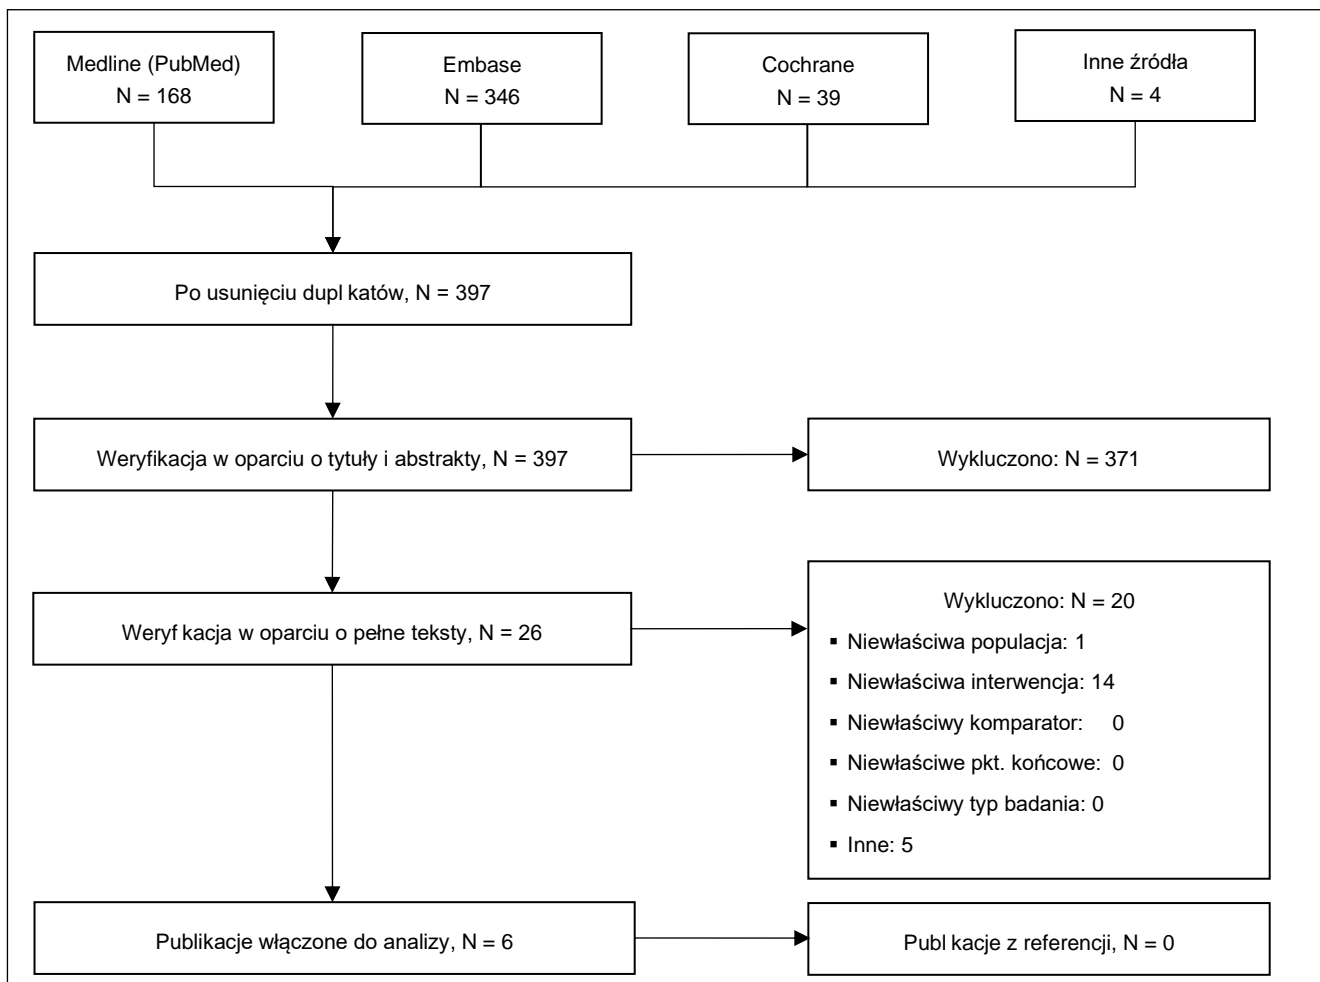 Medline (PubMed)
N = 168
Embase
N = 346
Cochrane
N = 39
Inne źródła
N = 4
Po usunięciu dupl katów, N = 397
Weryfikacja w oparciu o tytuły i abstrakty, N = 397
Wykluczono: N = 371
Weryf kacja w oparciu o pełne teksty, N = 26
Wykluczono: N = 20
▪ Niewłaściwa populacja: 1
▪ Niewłaściwa interwencja: 14
▪ Niewłaściwy komparator: 0
▪ Niewłaściwe pkt. końcowe: 0
▪ Niewłaściwy typ badania: 0
▪ Inne: 5
Publikacje włączone do analizy, N = 6
Publ kacje z referencji, N = 0